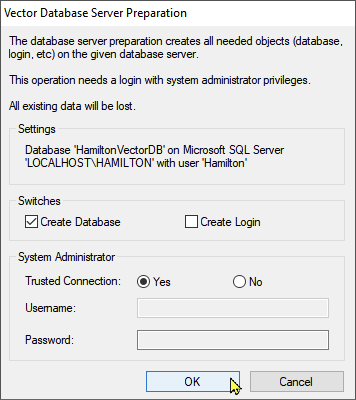 Vector Database Server Preparation
The database server preparation creates all needed objects (database,
login, etc) on the given database server.
This operation needs a login with system administrator privileges.
All existing data will be lost.
Settings
Database 'HamiltonVectorDB' on Microsoft SQL Server
'LOCALHOST\HAMILTON' with user 'Hamilton'
Switches
Create Database Create Login
System Administrator
Trusted Connection: Yes No
Username:
Password:
OK Cancel